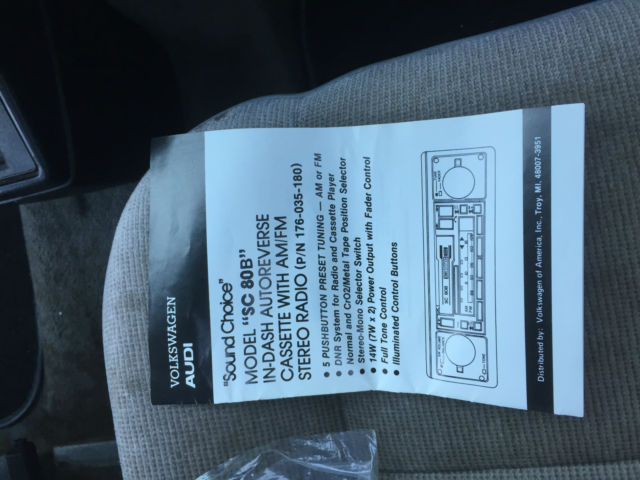 VOLKSWAGEN
AUDI
"Sound Choice"
MODEL "SC 80B"
IN-DASH AUTOREVERSE
CASSETTE WITH AM/FM
STEREO RADIO (P/N 176-035-180)
• 5 PUSHBUTTON PRESET TUNING — AM or FM
• DNR System for Radio and Cassette Player
• Normal and CrO2/Metal Tape Position Selector
• Stereo-Mono Selector Switch
• 14W (7W x 2) Power Output with Fader Control
• Full Tone Control
• Illuminated Control Buttons
Distributed by: Volkswagen of America, Inc., Troy, MI. 48007-3951